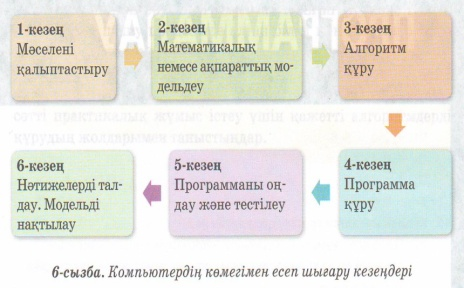 1-кезең
Мәселені
қалыптастыру
2-кезең
Математикалық
немесе ақпараттық мо-
дельдеу
3-кезең
Алгоритм
құру
4-кезең
Программа
құру
5-кезең
Программаны оң-
дау және тестілеу
6-кезең
Нәтижелерді тал-
дау. Модельді
нақтылау
6-сызба. Компьютердің көмегімен есеп шығару кезеңдері